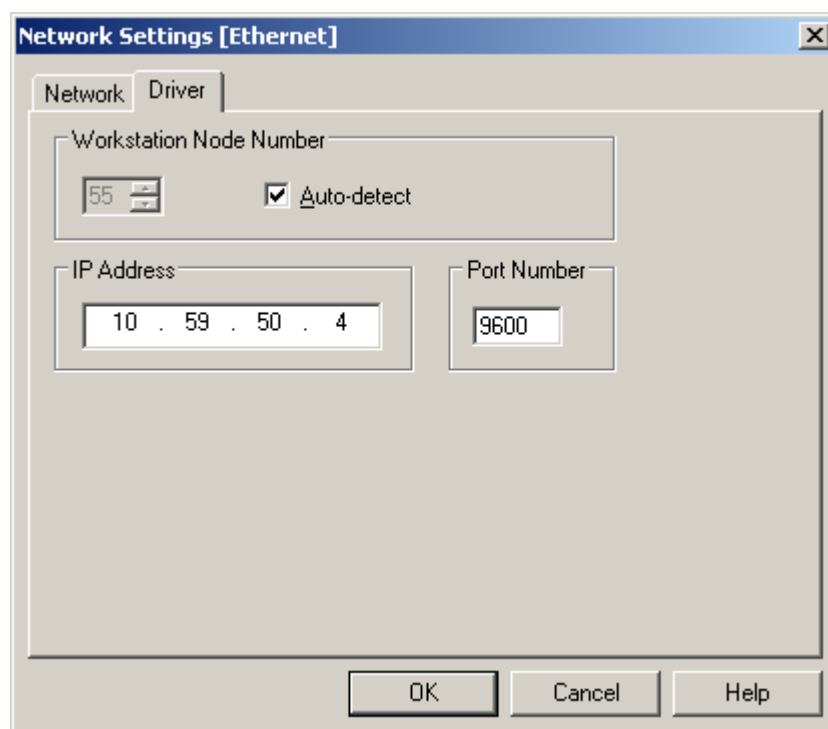 Network Settings [Ethernet]
Network Driver
Workstation Node Number
55 Auto-detect
IP Address Port Number
10 . 59 . 50 . 4 9600
OK Cancel Help